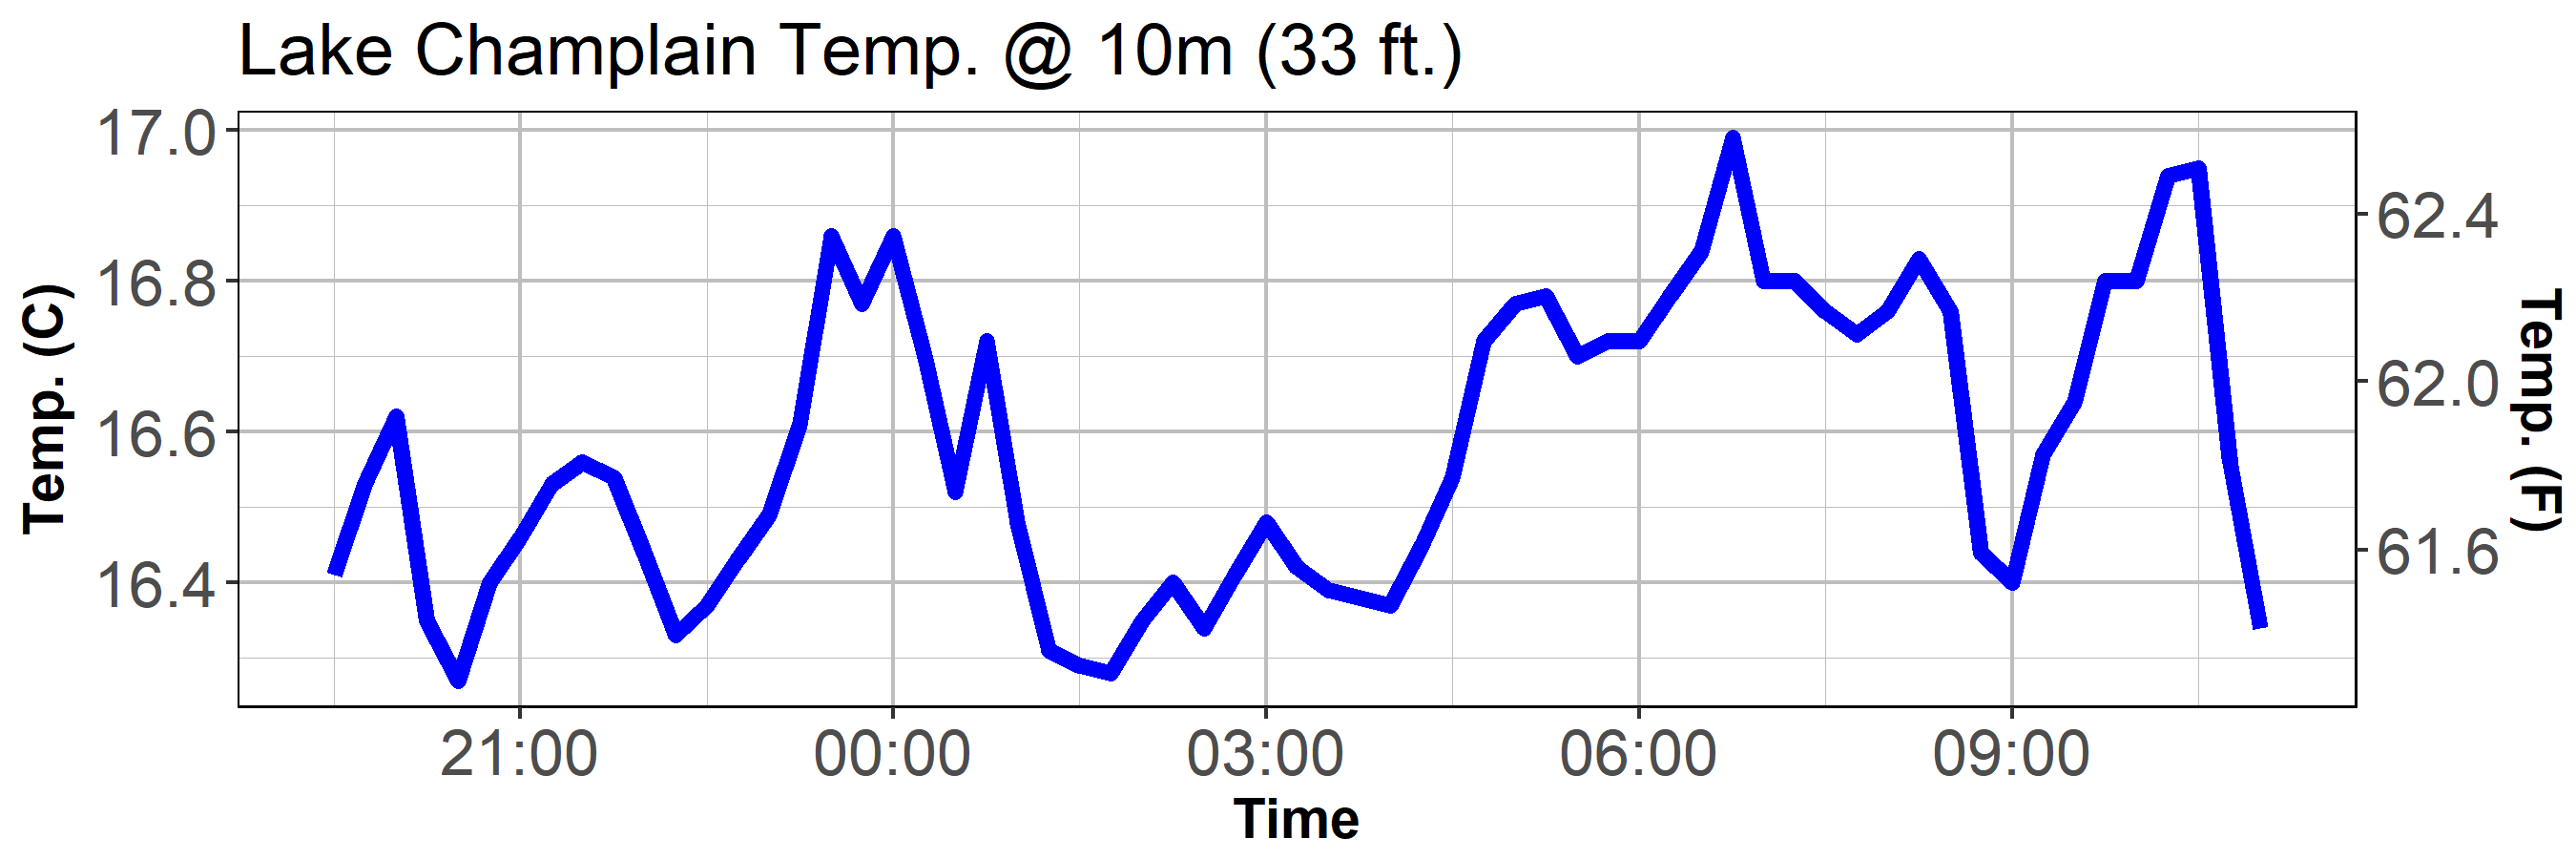 Lake Champlain Temp. @ 10m (33 ft.)
17.0
16.8
16.6
16.4
Temp. (C)
62.4
62.0
61.6
Temp. (F)
21:00 00:00 03:00 06:00 09:00
Time